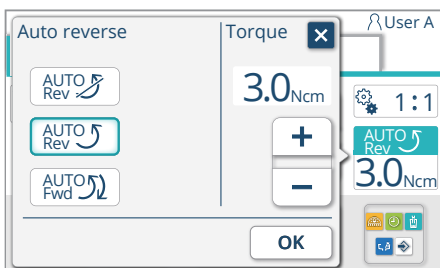 Auto reverse
Torque
User A
AUTO
Rev
3.0Ncm
1:1
AUTO
Rev
AUTO
Rev
3.0Ncm
AUTO
Fwd
OK